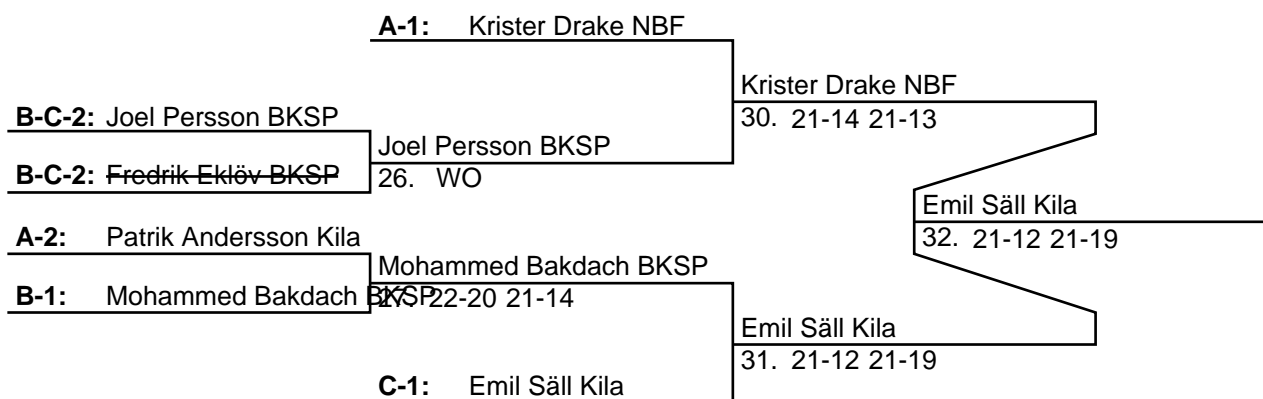 A-1: Krister Drake NBF
Krister Drake NBF
B-C-2: Joel Persson BKSP
30. 21-14 21-13
Joel Persson BKSP
B-C-2: Fredrik Eklöv BKSP
26. WO
Emil Säll Kila
A-2: Patrik Andersson Kila
32. 21-12 21-19
Mohammed Bakdach BKSP
B-1: Mohammed Bakdach BKSP
27. 22-20 21-14
Emil Säll Kila
31. 21-12 21-19
C-1: Emil Säll Kila